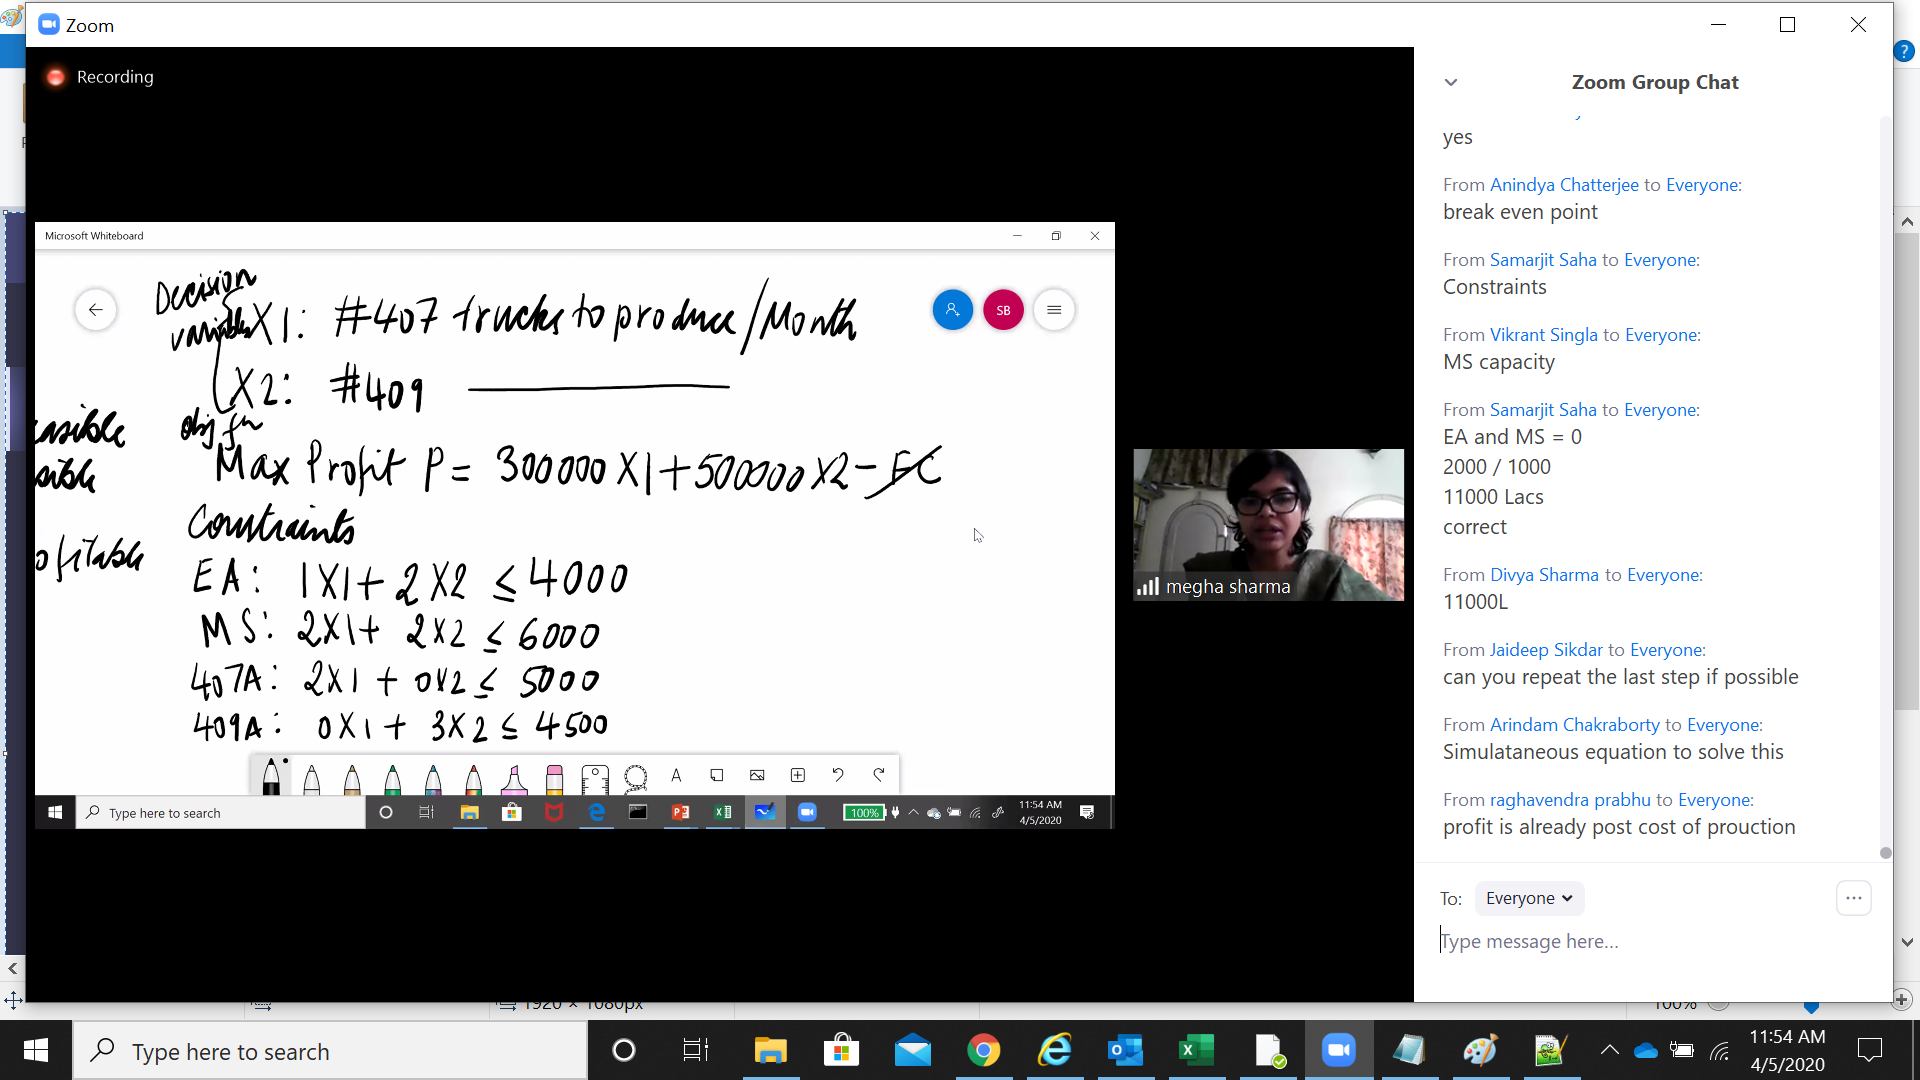 Zoom
Recording
Microsoft Whiteboard
Decision
variables
X1: #407 trucks to produce/Month
X2: #409
SB
obj fn
Max Profit P = 300000 X1 + 500000 X2 - FC
Constraints
EA: 1X1 + 2X2 ≤ 4000
MS: 2X1 + 2X2 ≤ 6000
407A: 2X1 + 0X2 ≤ 5000
409A: 0X1 + 3X2 ≤ 4500
easible
sible
ofitable
A
Type here to search
100%
11:54 AM
4/5/2020
megha sharma
Zoom Group Chat
yes
From Anindya Chatterjee to Everyone:
break even point
From Samarjit Saha to Everyone:
Constraints
From Vikrant Singla to Everyone:
MS capacity
From Samarjit Saha to Everyone:
EA and MS = 0
2000 / 1000
11000 Lacs
correct
From Divya Sharma to Everyone:
11000L
From Jaideep Sikdar to Everyone:
can you repeat the last step if possible
From Arindam Chakraborty to Everyone:
Simulataneous equation to solve this
From raghavendra prabhu to Everyone:
profit is already post cost of prouction
To: Everyone
Type message here...
1920 × 1080px
100%
Type here to search
11:54 AM
4/5/2020